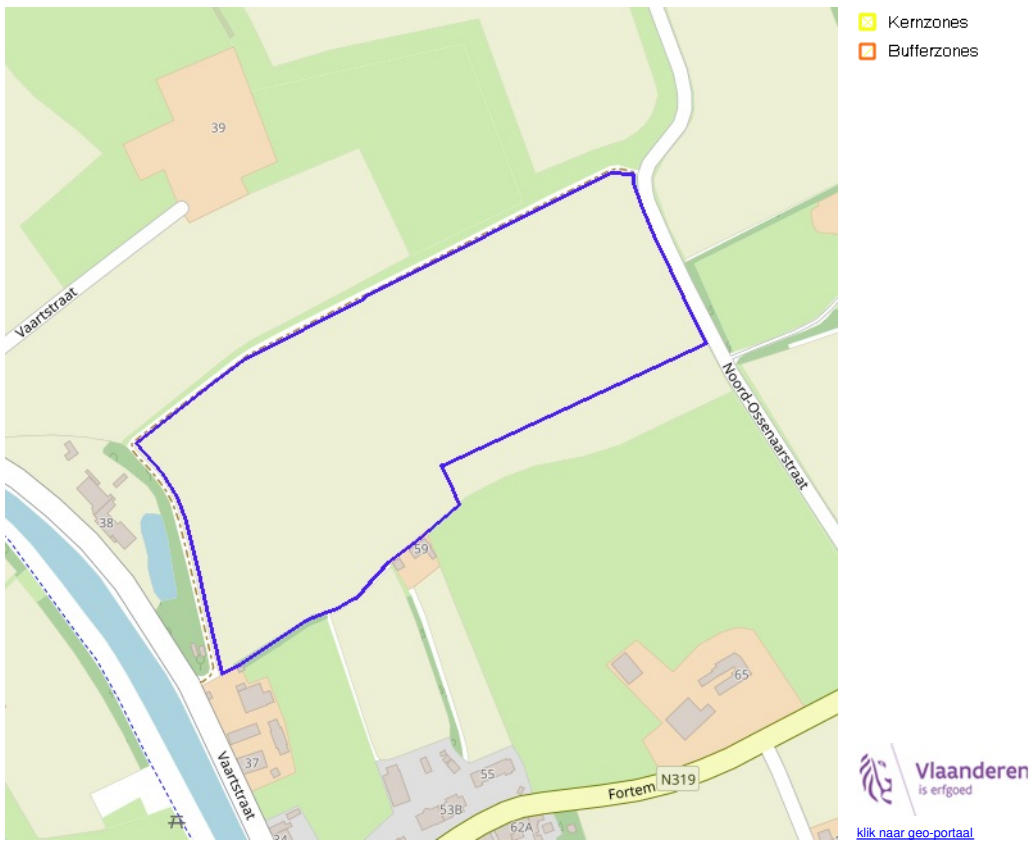 Kernzones
Bufferzones
39
Vaartstraat
Noord-Ossenaarstraat
38
59
65
37
Vaartstraat
55
N319
Fortem
53B
62A
Vlaanderen
is erfgoed
klik naar geo-portaal